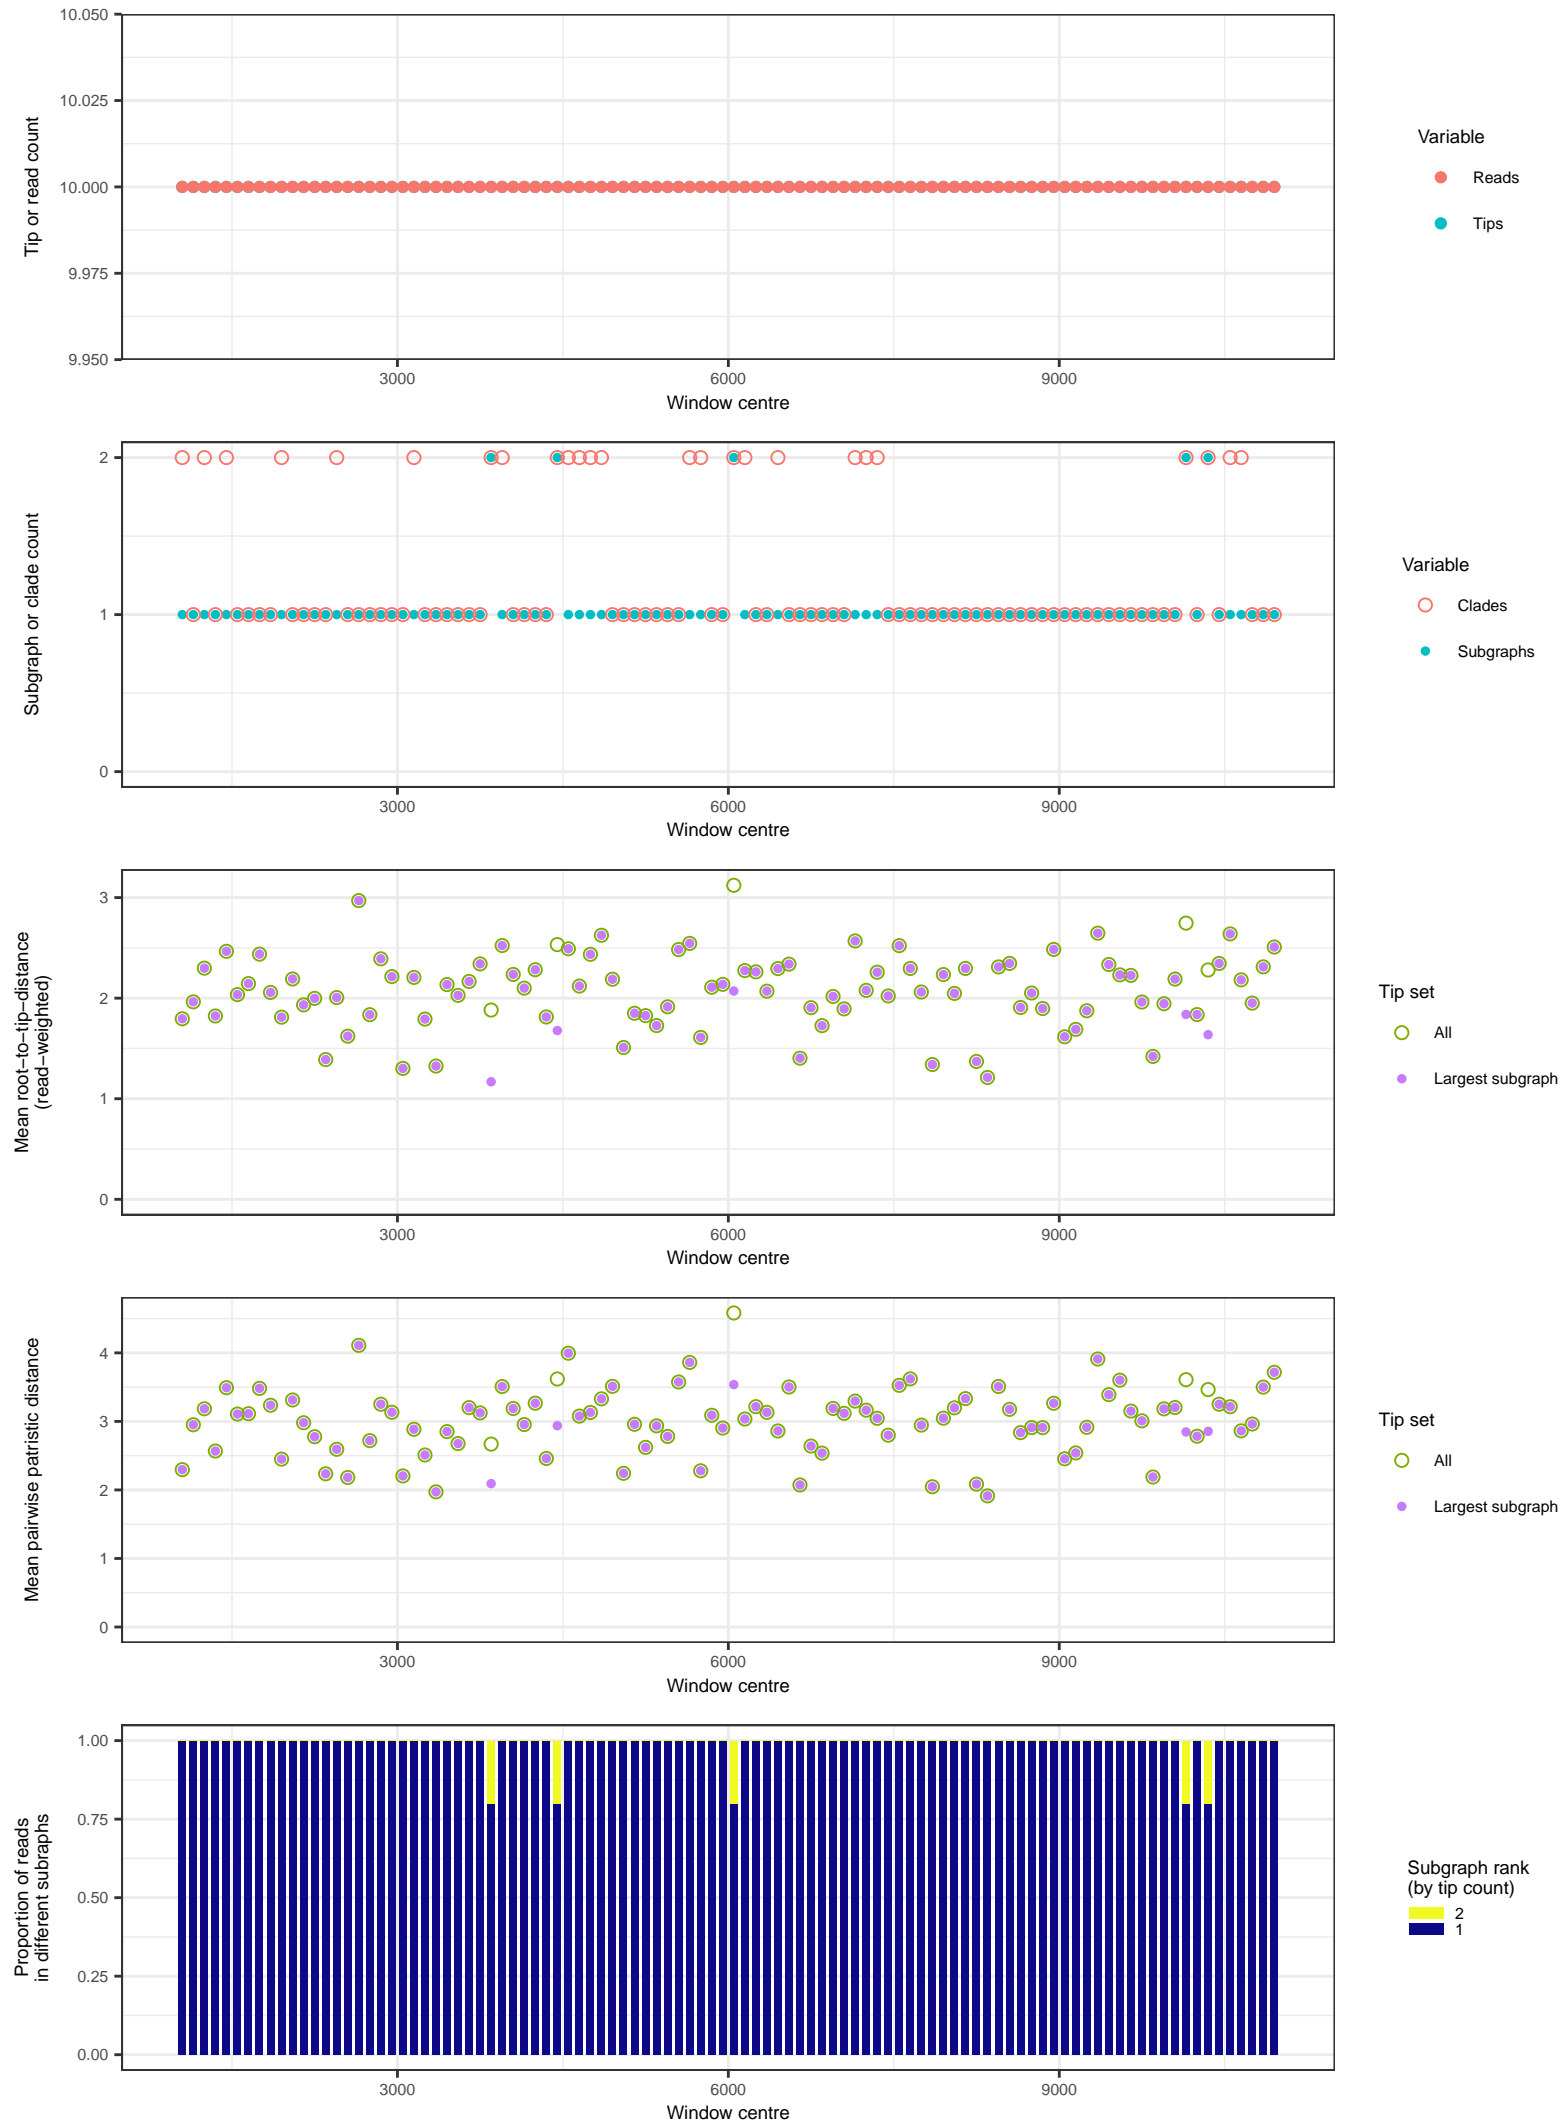 10.050
10.025
10.000
9.975
9.950
Tip or read count
3000
6000
9000
Window centre
Variable
Reads
Tips
2
1
0
Subgraph or clade count
3000
6000
9000
Window centre
Variable
Clades
Subgraphs
3
2
1
0
Mean root−to−tip−distance
(read−weighted)
3000
6000
9000
Window centre
Tip set
All
Largest subgraph
4
3
2
1
0
Mean pairwise patristic distance
3000
6000
9000
Window centre
Tip set
All
Largest subgraph
1.00
0.75
0.50
0.25
0.00
Proportion of reads
in different subraphs
3000
6000
9000
Window centre
Subgraph rank
(by tip count)
2
1